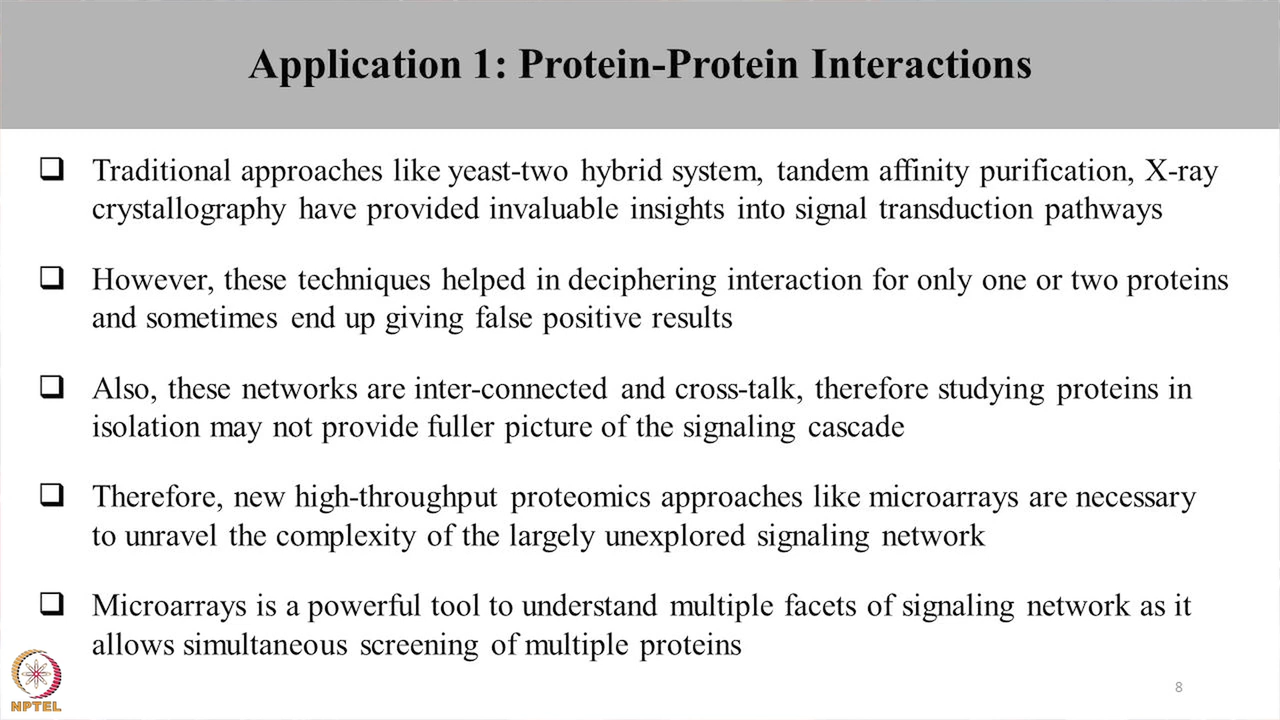 Application 1: Protein-Protein Interactions
Traditional approaches like yeast-two hybrid system, tandem affinity purification, X-ray
crystallography have provided invaluable insights into signal transduction pathways
However, these techniques helped in deciphering interaction for only one or two proteins
and sometimes end up giving false positive results
Also, these networks are inter-connected and cross-talk, therefore studying proteins in
isolation may not provide fuller picture of the signaling cascade
Therefore, new high-throughput proteomics approaches like microarrays are necessary
to unravel the complexity of the largely unexplored signaling network
Microarrays is a powerful tool to understand multiple facets of signaling network as it
allows simultaneous screening of multiple proteins
NPTEL
8